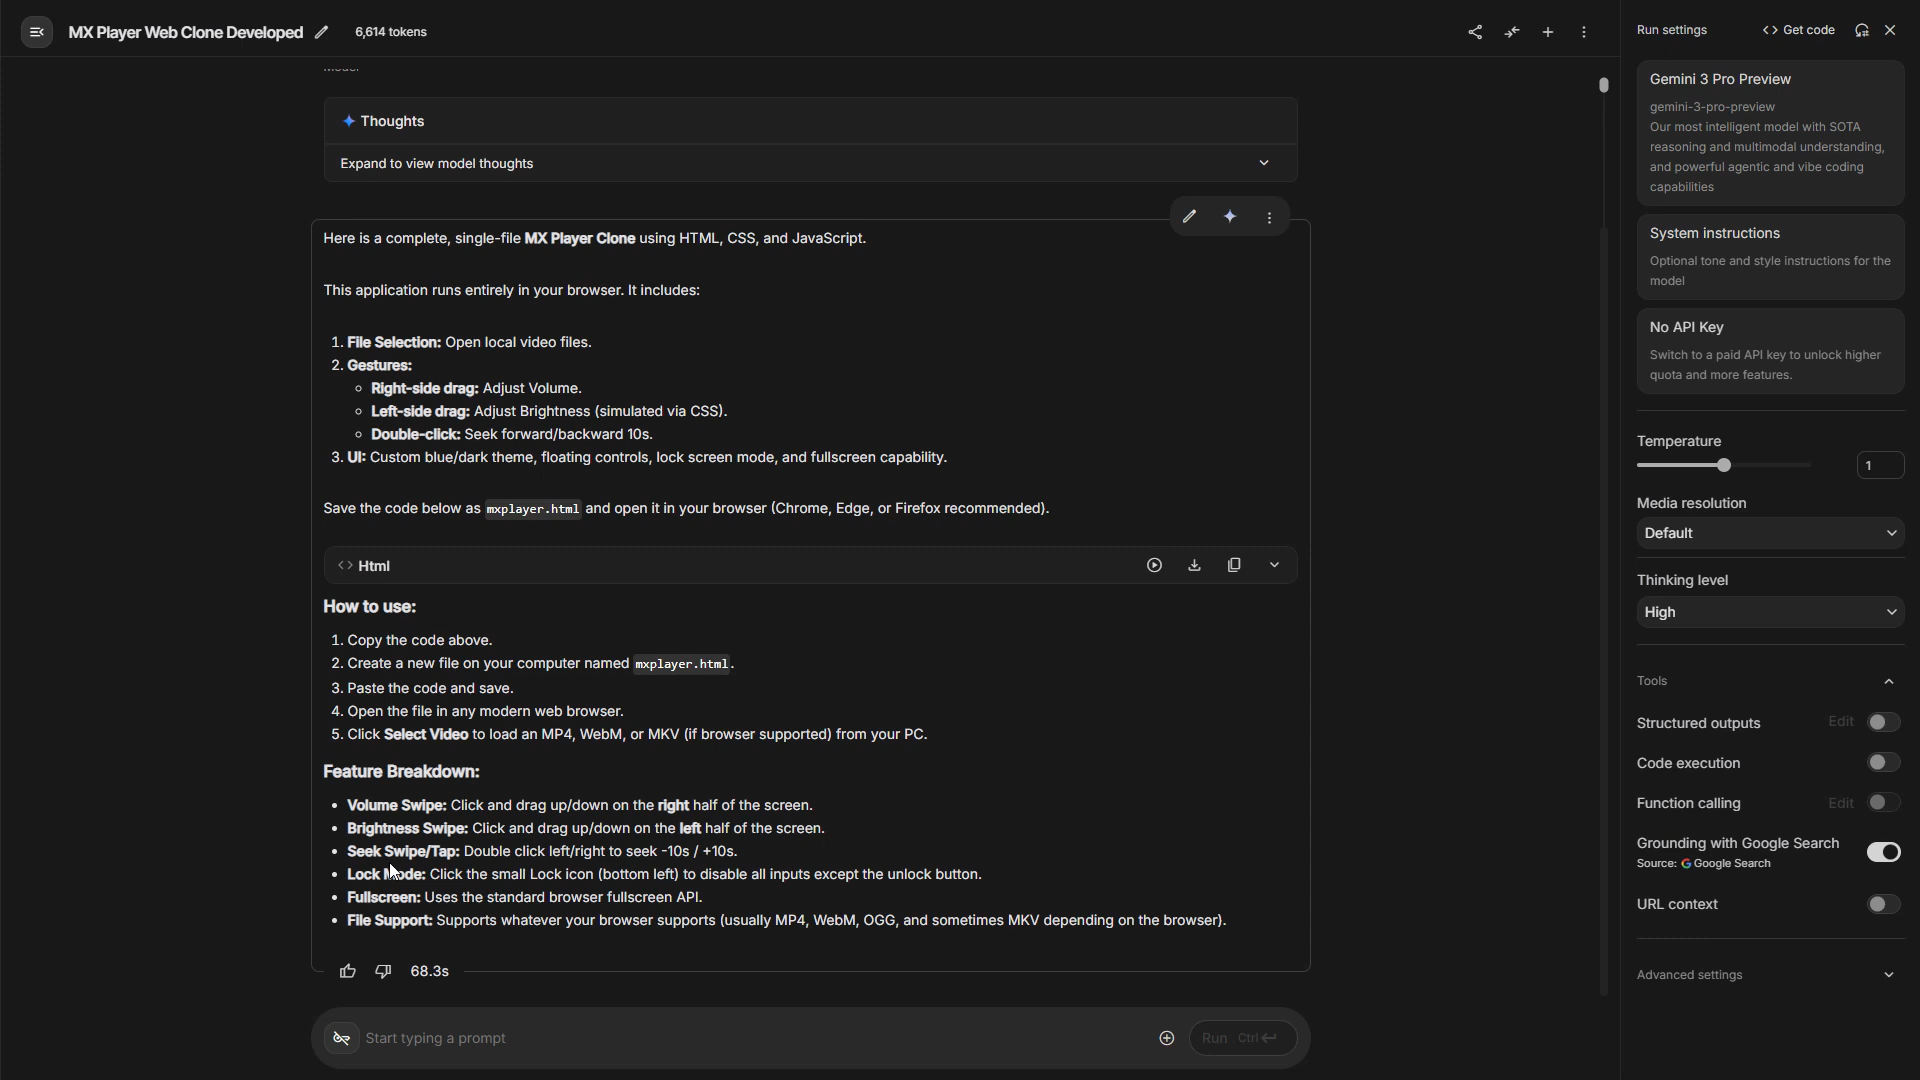 MX Player Web Clone Developed
6,614 tokens
Model
Thoughts
Expand to view model thoughts
Here is a complete, single-file MX Player Clone using HTML, CSS, and JavaScript.
This application runs entirely in your browser. It includes:
1. File Selection: Open local video files.
2. Gestures:
Right-side drag: Adjust Volume.
Left-side drag: Adjust Brightness (simulated via CSS).
Double-click: Seek forward/backward 10s.
3. UI: Custom blue/dark theme, floating controls, lock screen mode, and fullscreen capability.
Save the code below as mxplayer.html and open it in your browser (Chrome, Edge, or Firefox recommended).
Html
How to use:
1. Copy the code above.
2. Create a new file on your computer named mxplayer.html.
3. Paste the code and save.
4. Open the file in any modern web browser.
5. Click Select Video to load an MP4, WebM, or MKV (if browser supported) from your PC.
Feature Breakdown:
• Volume Swipe: Click and drag up/down on the right half of the screen.
• Brightness Swipe: Click and drag up/down on the left half of the screen.
• Seek Swipe/Tap: Double click left/right to seek -10s / +10s.
• Lock Mode: Click the small Lock icon (bottom left) to disable all inputs except the unlock button.
• Fullscreen: Uses the standard browser fullscreen API.
• File Support: Supports whatever your browser supports (usually MP4, WebM, OGG, and sometimes MKV depending on the browser).
68.3s
Start typing a prompt
Run Ctrl
Run settings
Get code
Gemini 3 Pro Preview
gemini-3-pro-preview
Our most intelligent model with SOTA
reasoning and multimodal understanding,
and powerful agentic and vibe coding
capabilities
System instructions
Optional tone and style instructions for the
model
No API Key
Switch to a paid API key to unlock higher
quota and more features.
Temperature
1
Media resolution
Default
Thinking level
High
Tools
Structured outputs Edit
Code execution
Function calling Edit
Grounding with Google Search
Source: Google Search
URL context
Advanced settings